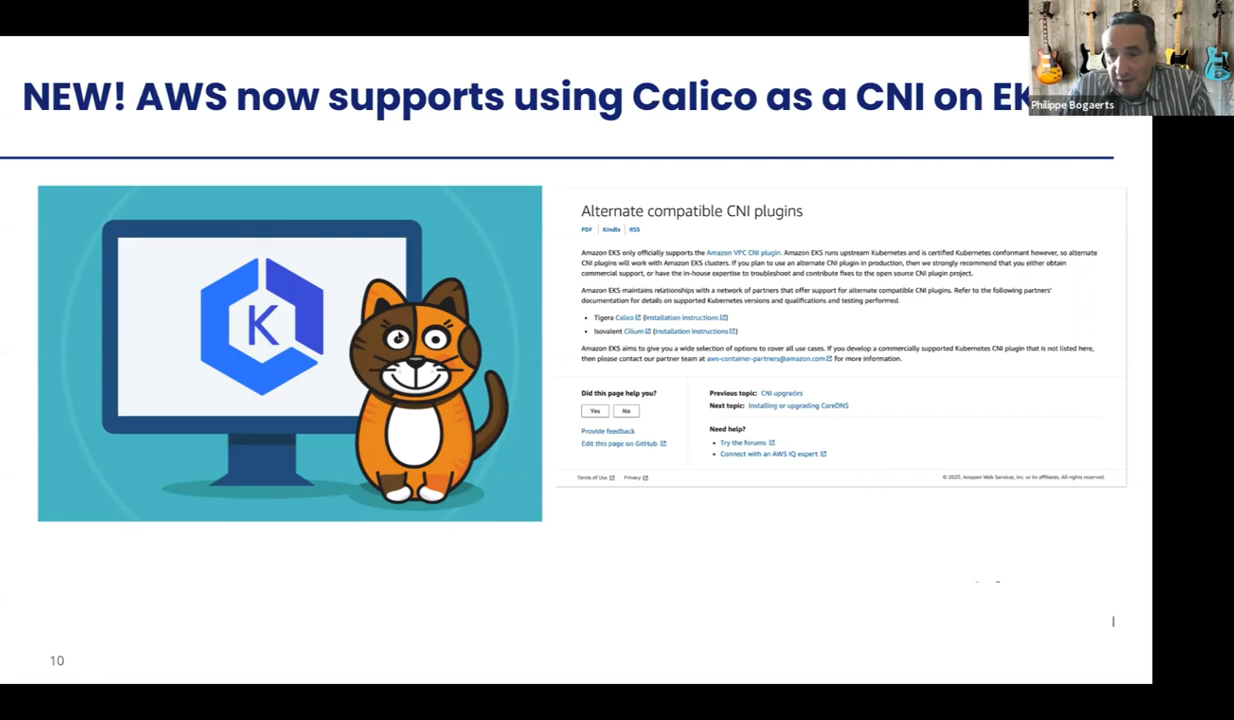 NEW! AWS now supports using Calico as a CNI on EK
Philippe Bogaerts
K
Alternate compatible CNI plugins
PDF Kindle RSS
Amazon EKS only officially supports the Amazon VPC CNI plugin. Amazon EKS runs upstream Kubernetes and is certified Kubernetes conformant however, so alternate
CNI plugins will work with Amazon EKS clusters. If you plan to use an alternate CNI plugin in production, then we strongly recommend that you either obtain
commercial support, or have the in-house expertise to troubleshoot and contribute fixes to the open source CNI plugin project.
Amazon EKS maintains relationships with a network of partners that offer support for alternate compatible CNI plugins. Refer to the following partners'
documentation for details on supported Kubernetes versions and qualifications and testing performed.
• Tigera Calico (Installation instructions)
• Isovalent Cilium (Installation instructions)
Amazon EKS aims to give you a wide selection of options to cover all use cases. If you develop a commercially supported Kubernetes CNI plugin that is not listed here,
then please contact our partner team at aws-container-partners@amazon.com for more information.
Did this page help you?
Yes No
Provide feedback
Edit this page on GitHub
Previous topic: CNI upgrades
Next topic: Installing or upgrading CoreDNS
Need help?
• Try the forums
• Connect with an AWS IQ expert
Terms of Use Privacy
© 2020, Amazon Web Services, Inc. or its affiliates. All rights reserved.
10